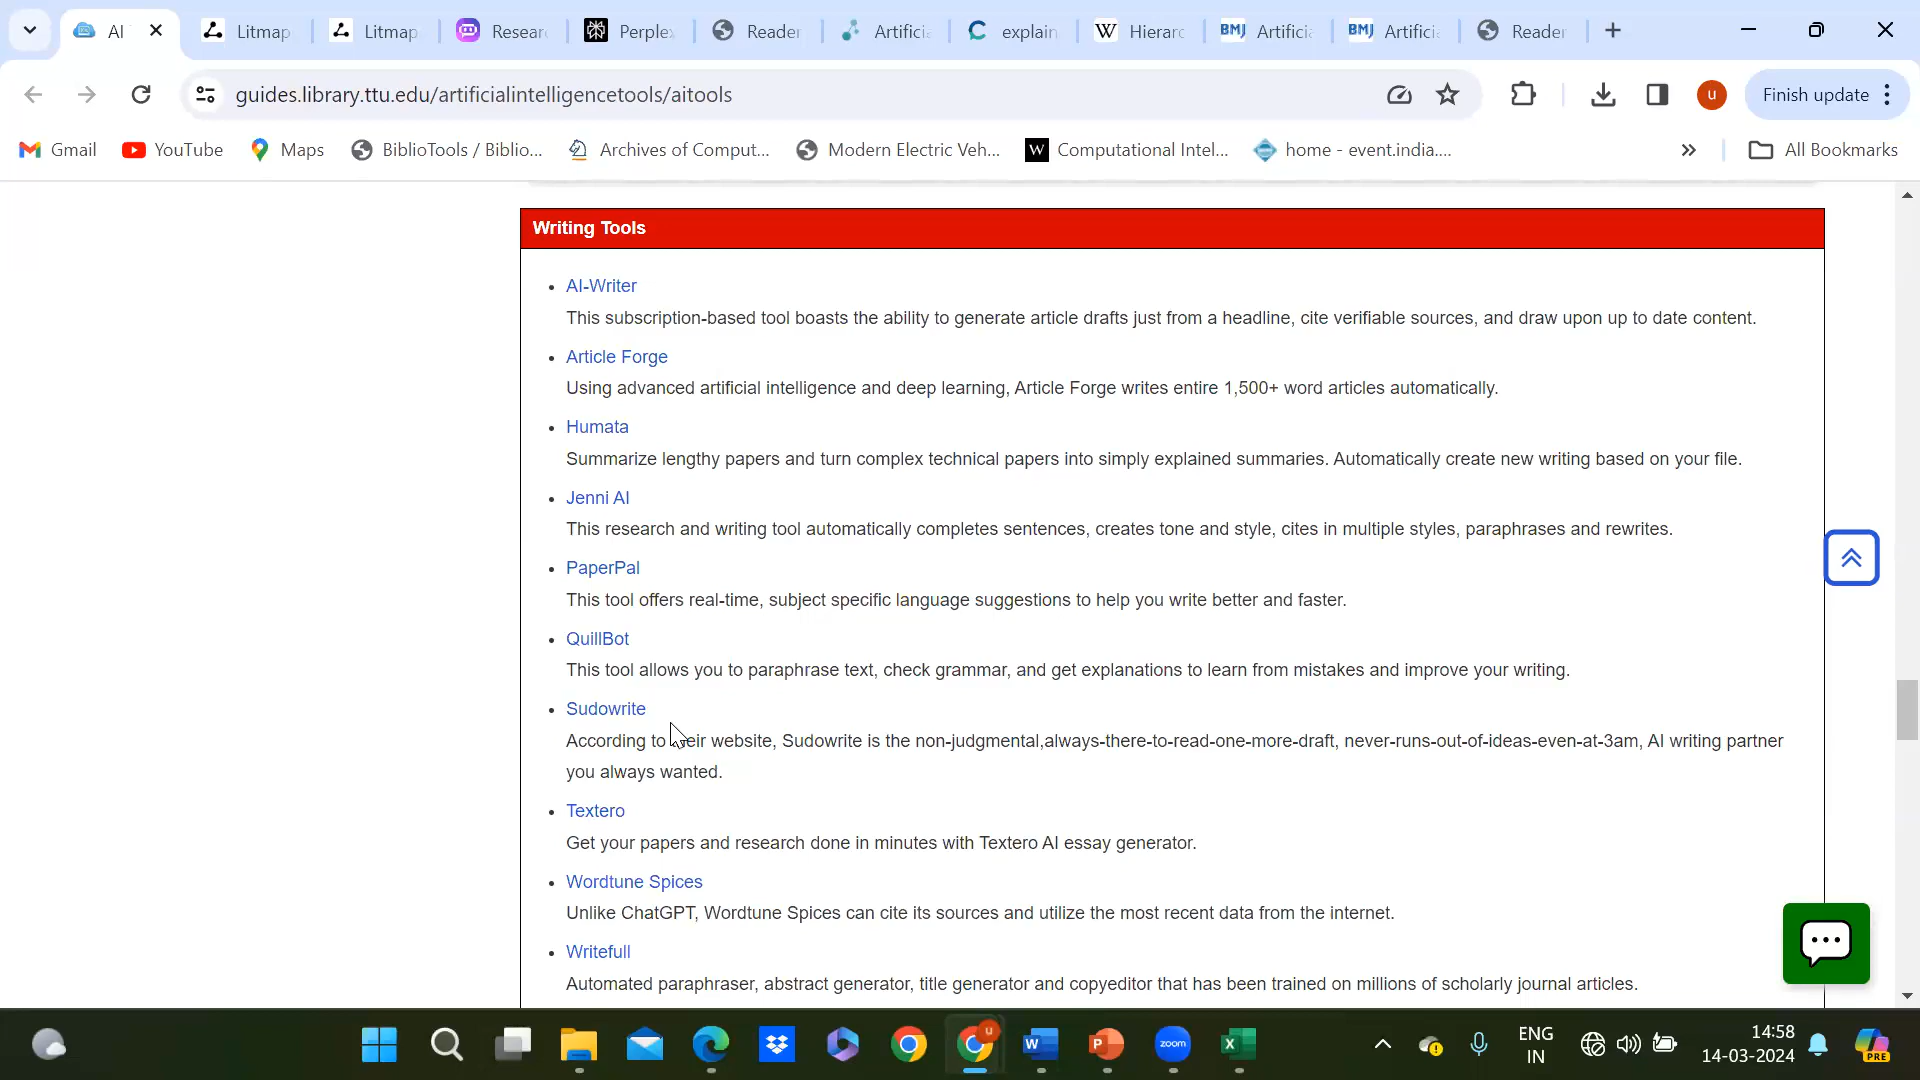 AI
Litmap
Litmap
Resear
Perplex
Reader
Artificia
explain
Hierarc
BMJ Artificia
BMJ Artificia
Reader
guides.library.ttu.edu/artificialintelligencetools/aitools
u
Finish update
Gmail
YouTube
Maps
BiblioTools / Biblio...
Archives of Comput...
Modern Electric Veh...
Computational Intel...
home - event.india....
All Bookmarks
Writing Tools
AI-Writer
This subscription-based tool boasts the ability to generate article drafts just from a headline, cite verifiable sources, and draw upon up to date content.
Article Forge
Using advanced artificial intelligence and deep learning, Article Forge writes entire 1,500+ word articles automatically.
Humata
Summarize lengthy papers and turn complex technical papers into simply explained summaries. Automatically create new writing based on your file.
Jenni AI
This research and writing tool automatically completes sentences, creates tone and style, cites in multiple styles, paraphrases and rewrites.
PaperPal
This tool offers real-time, subject specific language suggestions to help you write better and faster.
QuillBot
This tool allows you to paraphrase text, check grammar, and get explanations to learn from mistakes and improve your writing.
Sudowrite
According to their website, Sudowrite is the non-judgmental,always-there-to-read-one-more-draft, never-runs-out-of-ideas-even-at-3am, AI writing partner
you always wanted.
Textero
Get your papers and research done in minutes with Textero AI essay generator.
Wordtune Spices
Unlike ChatGPT, Wordtune Spices can cite its sources and utilize the most recent data from the internet.
Writefull
Automated paraphraser, abstract generator, title generator and copyeditor that has been trained on millions of scholarly journal articles.
u
W
P
zoom
X
ENG
IN
14:58
14-03-2024
PRE